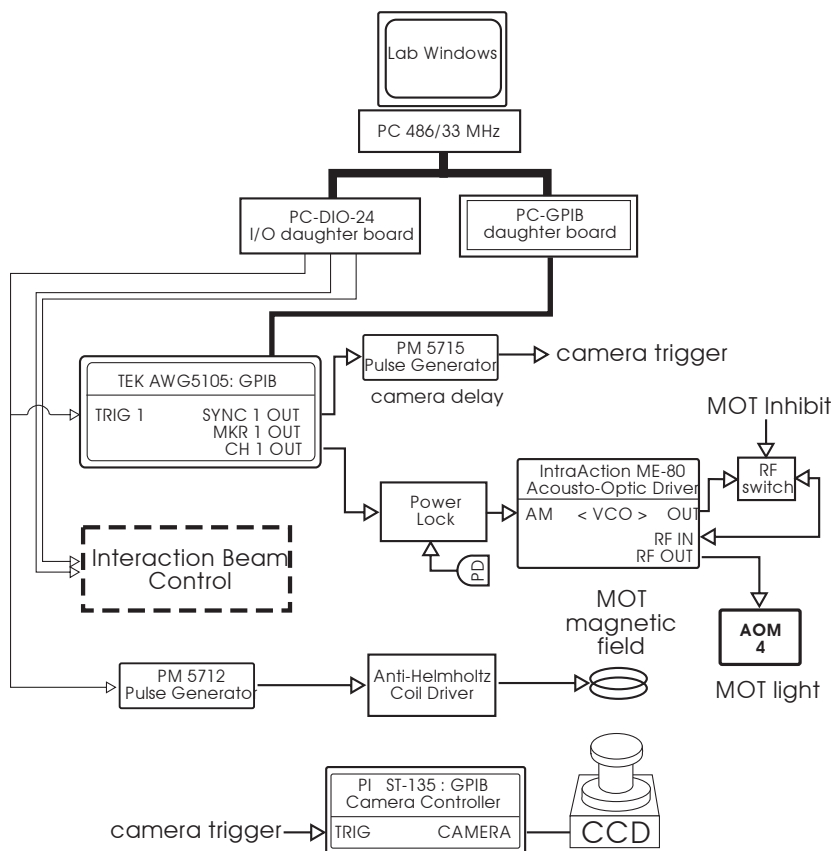 Lab Windows
PC 486/33 MHz
PC-DIO-24
I/O daughter board
PC-GPIB
daughter board
TEK AWG5105: GPIB
TRIG 1
SYNC 1 OUT
MKR 1 OUT
CH 1 OUT
PM 5715
Pulse Generator
camera delay
camera trigger
MOT Inhibit
RF
switch
IntraAction ME-80
Acousto-Optic Driver
AM < VCO > OUT
RF IN
RF OUT
Power
Lock
PD
Interaction Beam
Control
AOM
4
MOT light
MOT
magnetic
field
PM 5712
Pulse Generator
Anti-Helmholtz
Coil Driver
PI ST-135 : GPIB
Camera Controller
camera trigger
TRIG CAMERA
CCD